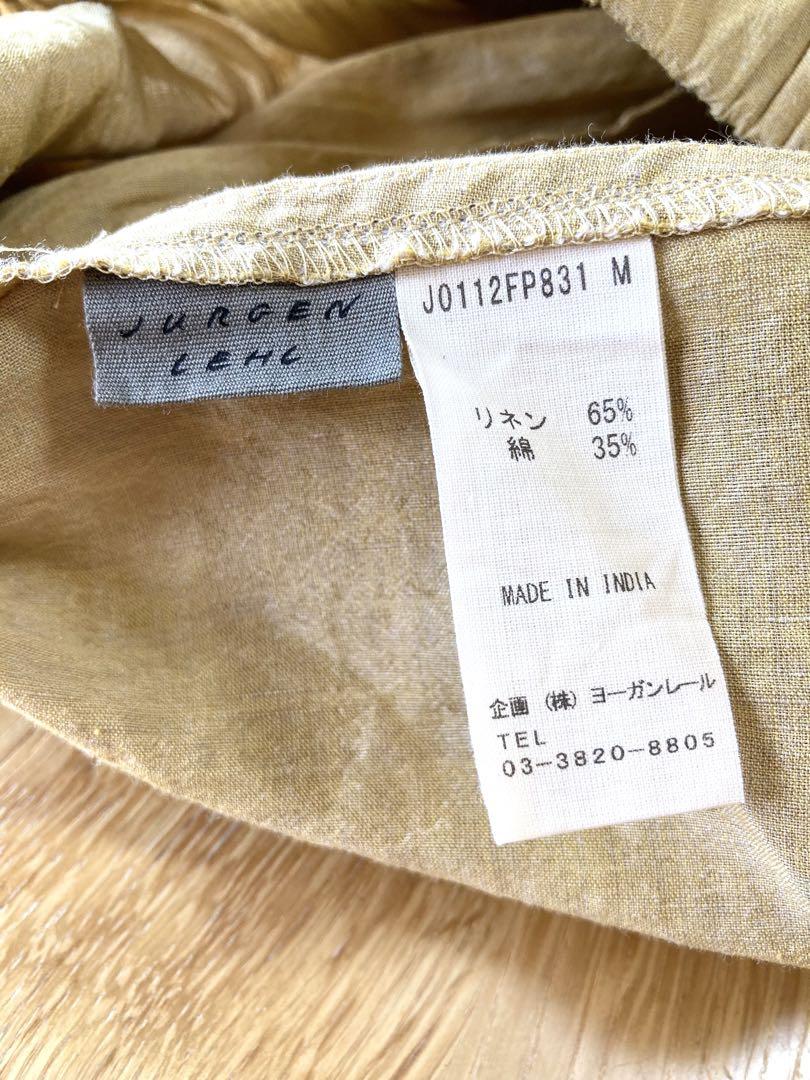 JURGEN
LEHL
J0112FP831 M
リネン 65%
綿 35%
MADE IN INDIA
企画 (株) ヨーガンレール
TEL
03-3820-8805